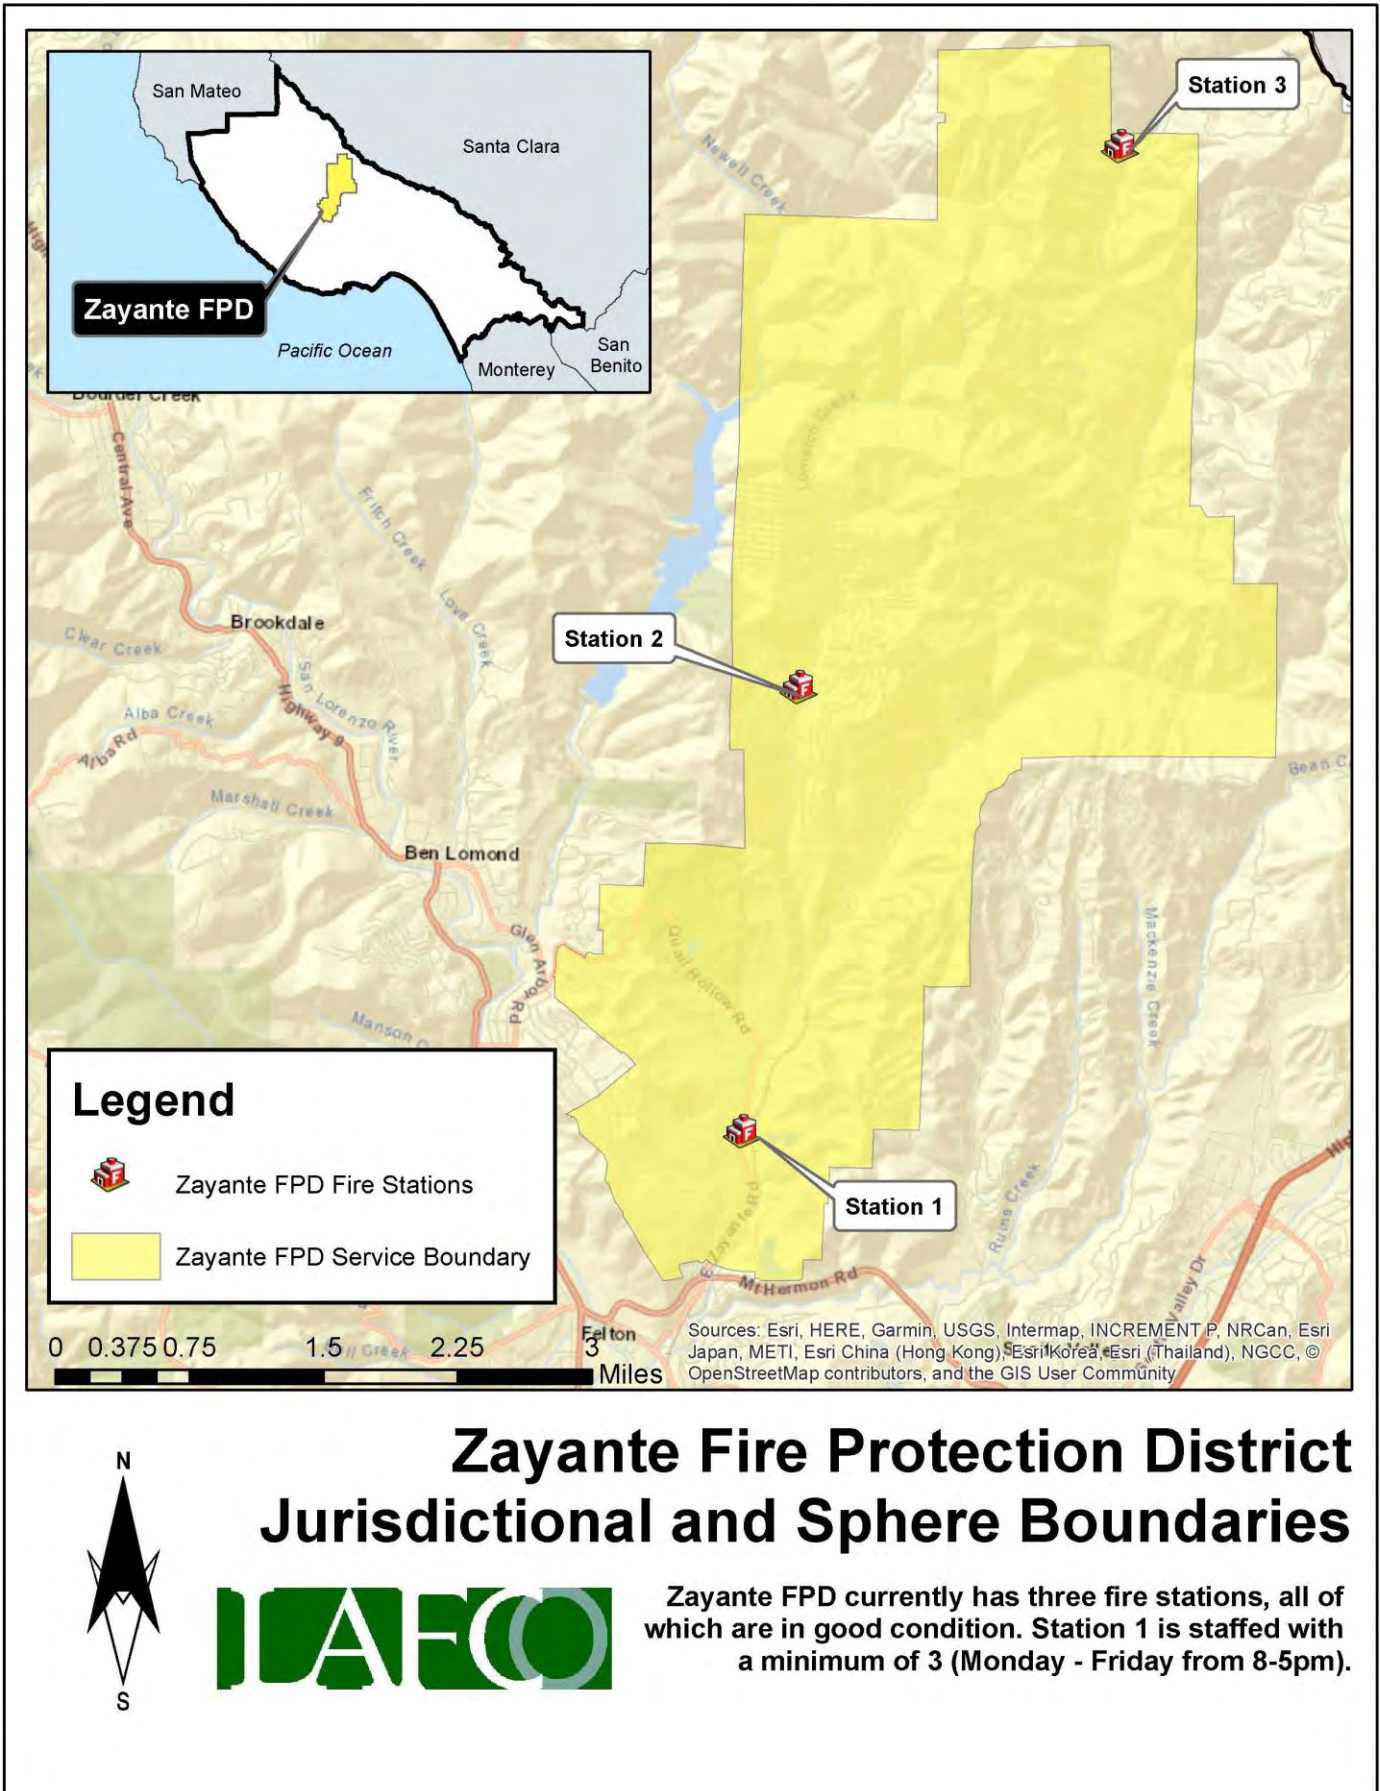 San Mateo
Santa Clara
Zayante FPD
Pacific Ocean
Monterey
San
Benito
Station 3
Newell Creek
Lompico Creek
Boulder Creek
Central Ave
Fritch Creek
Love Creek
Brookdale
Clear Creek
San Lorenzo River
Highway 9
Station 2
Alba Creek
Alba Rd
Marshall Creek
Ben Lomond
Bean C
Glen Arbor Rd
Quail Hollow Rd
Mackenzie Creek
Manson C
Station 1
E Zayante Rd
Ruins Creek
Mt Hermon Rd
Felton
Legend
Zayante FPD Fire Stations
Zayante FPD Service Boundary
0 0.375 0.75 1.5 2.25 3
Miles
Sources: Esri, HERE, Garmin, USGS, Intermap, INCREMENT P, NRCan, Esri
Japan, METI, Esri China (Hong Kong), Esri Korea, Esri (Thailand), NGCC, ©
OpenStreetMap contributors, and the GIS User Community
N
S
Zayante Fire Protection District
Jurisdictional and Sphere Boundaries
LAFCO
Zayante FPD currently has three fire stations, all of
which are in good condition. Station 1 is staffed with
a minimum of 3 (Monday - Friday from 8-5pm).